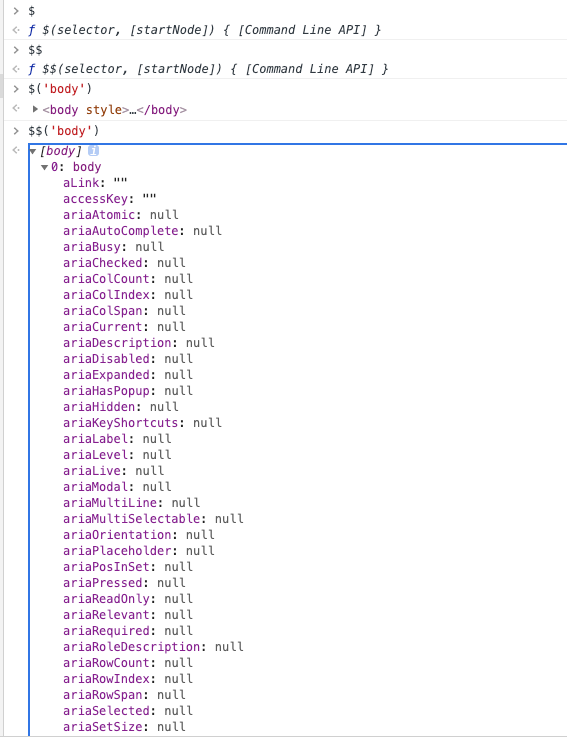 > $
<· ƒ $(selector, [startNode]) { [Command Line API] }
> $$
<· ƒ $$(selector, [startNode]) { [Command Line API] }
> $('body')
<· ▶ <body style>…</body>
> $$('body')
<· ▼ [body] i
▼ 0: body
aLink: ""
accessKey: ""
ariaAtomic: null
ariaAutoComplete: null
ariaBusy: null
ariaChecked: null
ariaColCount: null
ariaColIndex: null
ariaColSpan: null
ariaCurrent: null
ariaDescription: null
ariaDisabled: null
ariaExpanded: null
ariaHasPopup: null
ariaHidden: null
ariaKeyShortcuts: null
ariaLabel: null
ariaLevel: null
ariaLive: null
ariaModal: null
ariaMultiLine: null
ariaMultiSelectable: null
ariaOrientation: null
ariaPlaceholder: null
ariaPosInSet: null
ariaPressed: null
ariaReadOnly: null
ariaRelevant: null
ariaRequired: null
ariaRoleDescription: null
ariaRowCount: null
ariaRowIndex: null
ariaRowSpan: null
ariaSelected: null
ariaSetSize: null